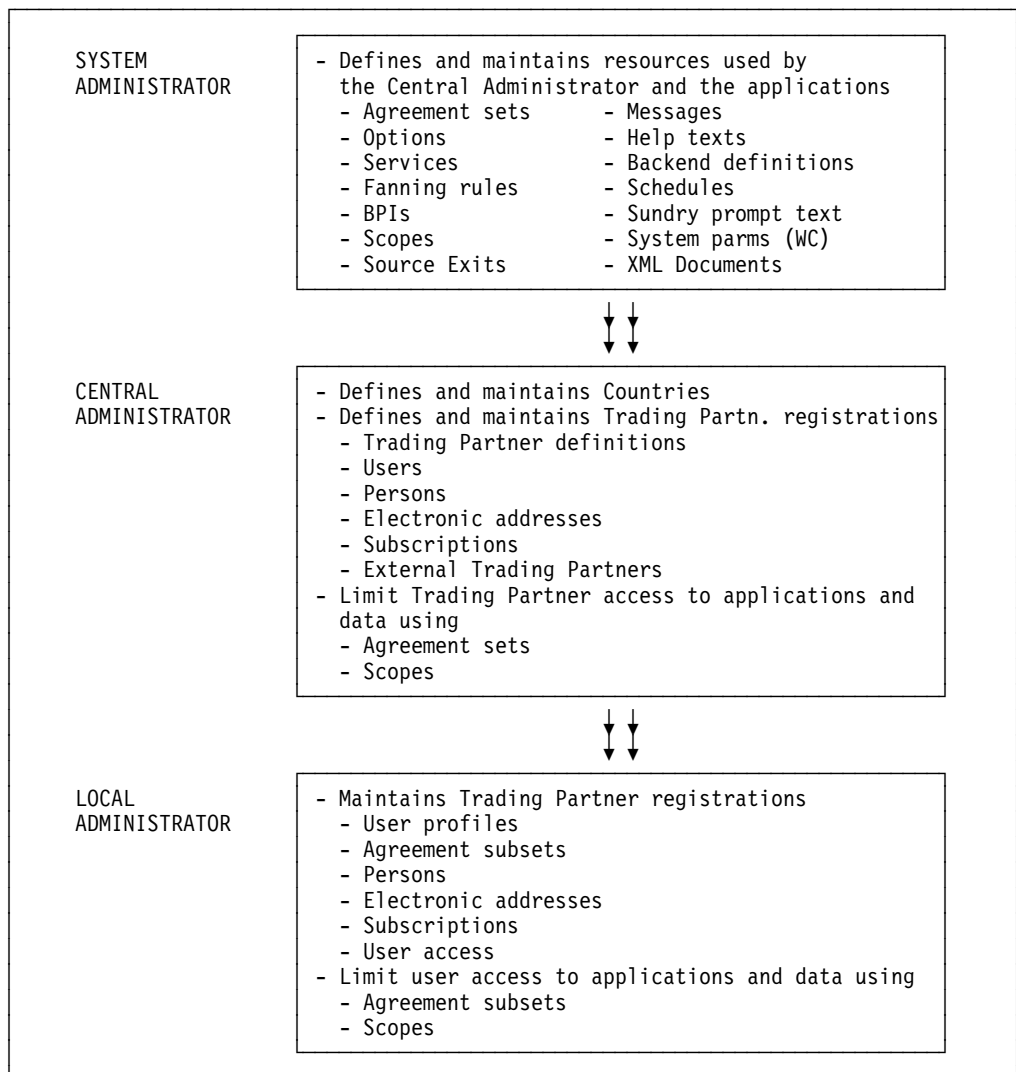 SYSTEM ADMINISTRATOR
- Defines and maintains resources used by
the Central Administrator and the applications
- Agreement sets - Messages
- Options - Help texts
- Services - Backend definitions
- Fanning rules - Schedules
- BPIs - Sundry prompt text
- Scopes - System parms (WC)
- Source Exits - XML Documents
CENTRAL ADMINISTRATOR
- Defines and maintains Countries
- Defines and maintains Trading Partn. registrations
- Trading Partner definitions
- Users
- Persons
- Electronic addresses
- Subscriptions
- External Trading Partners
- Limit Trading Partner access to applications and
data using
- Agreement sets
- Scopes
LOCAL ADMINISTRATOR
- Maintains Trading Partner registrations
- User profiles
- Agreement subsets
- Persons
- Electronic addresses
- Subscriptions
- User access
- Limit user access to applications and data using
- Agreement subsets
- Scopes